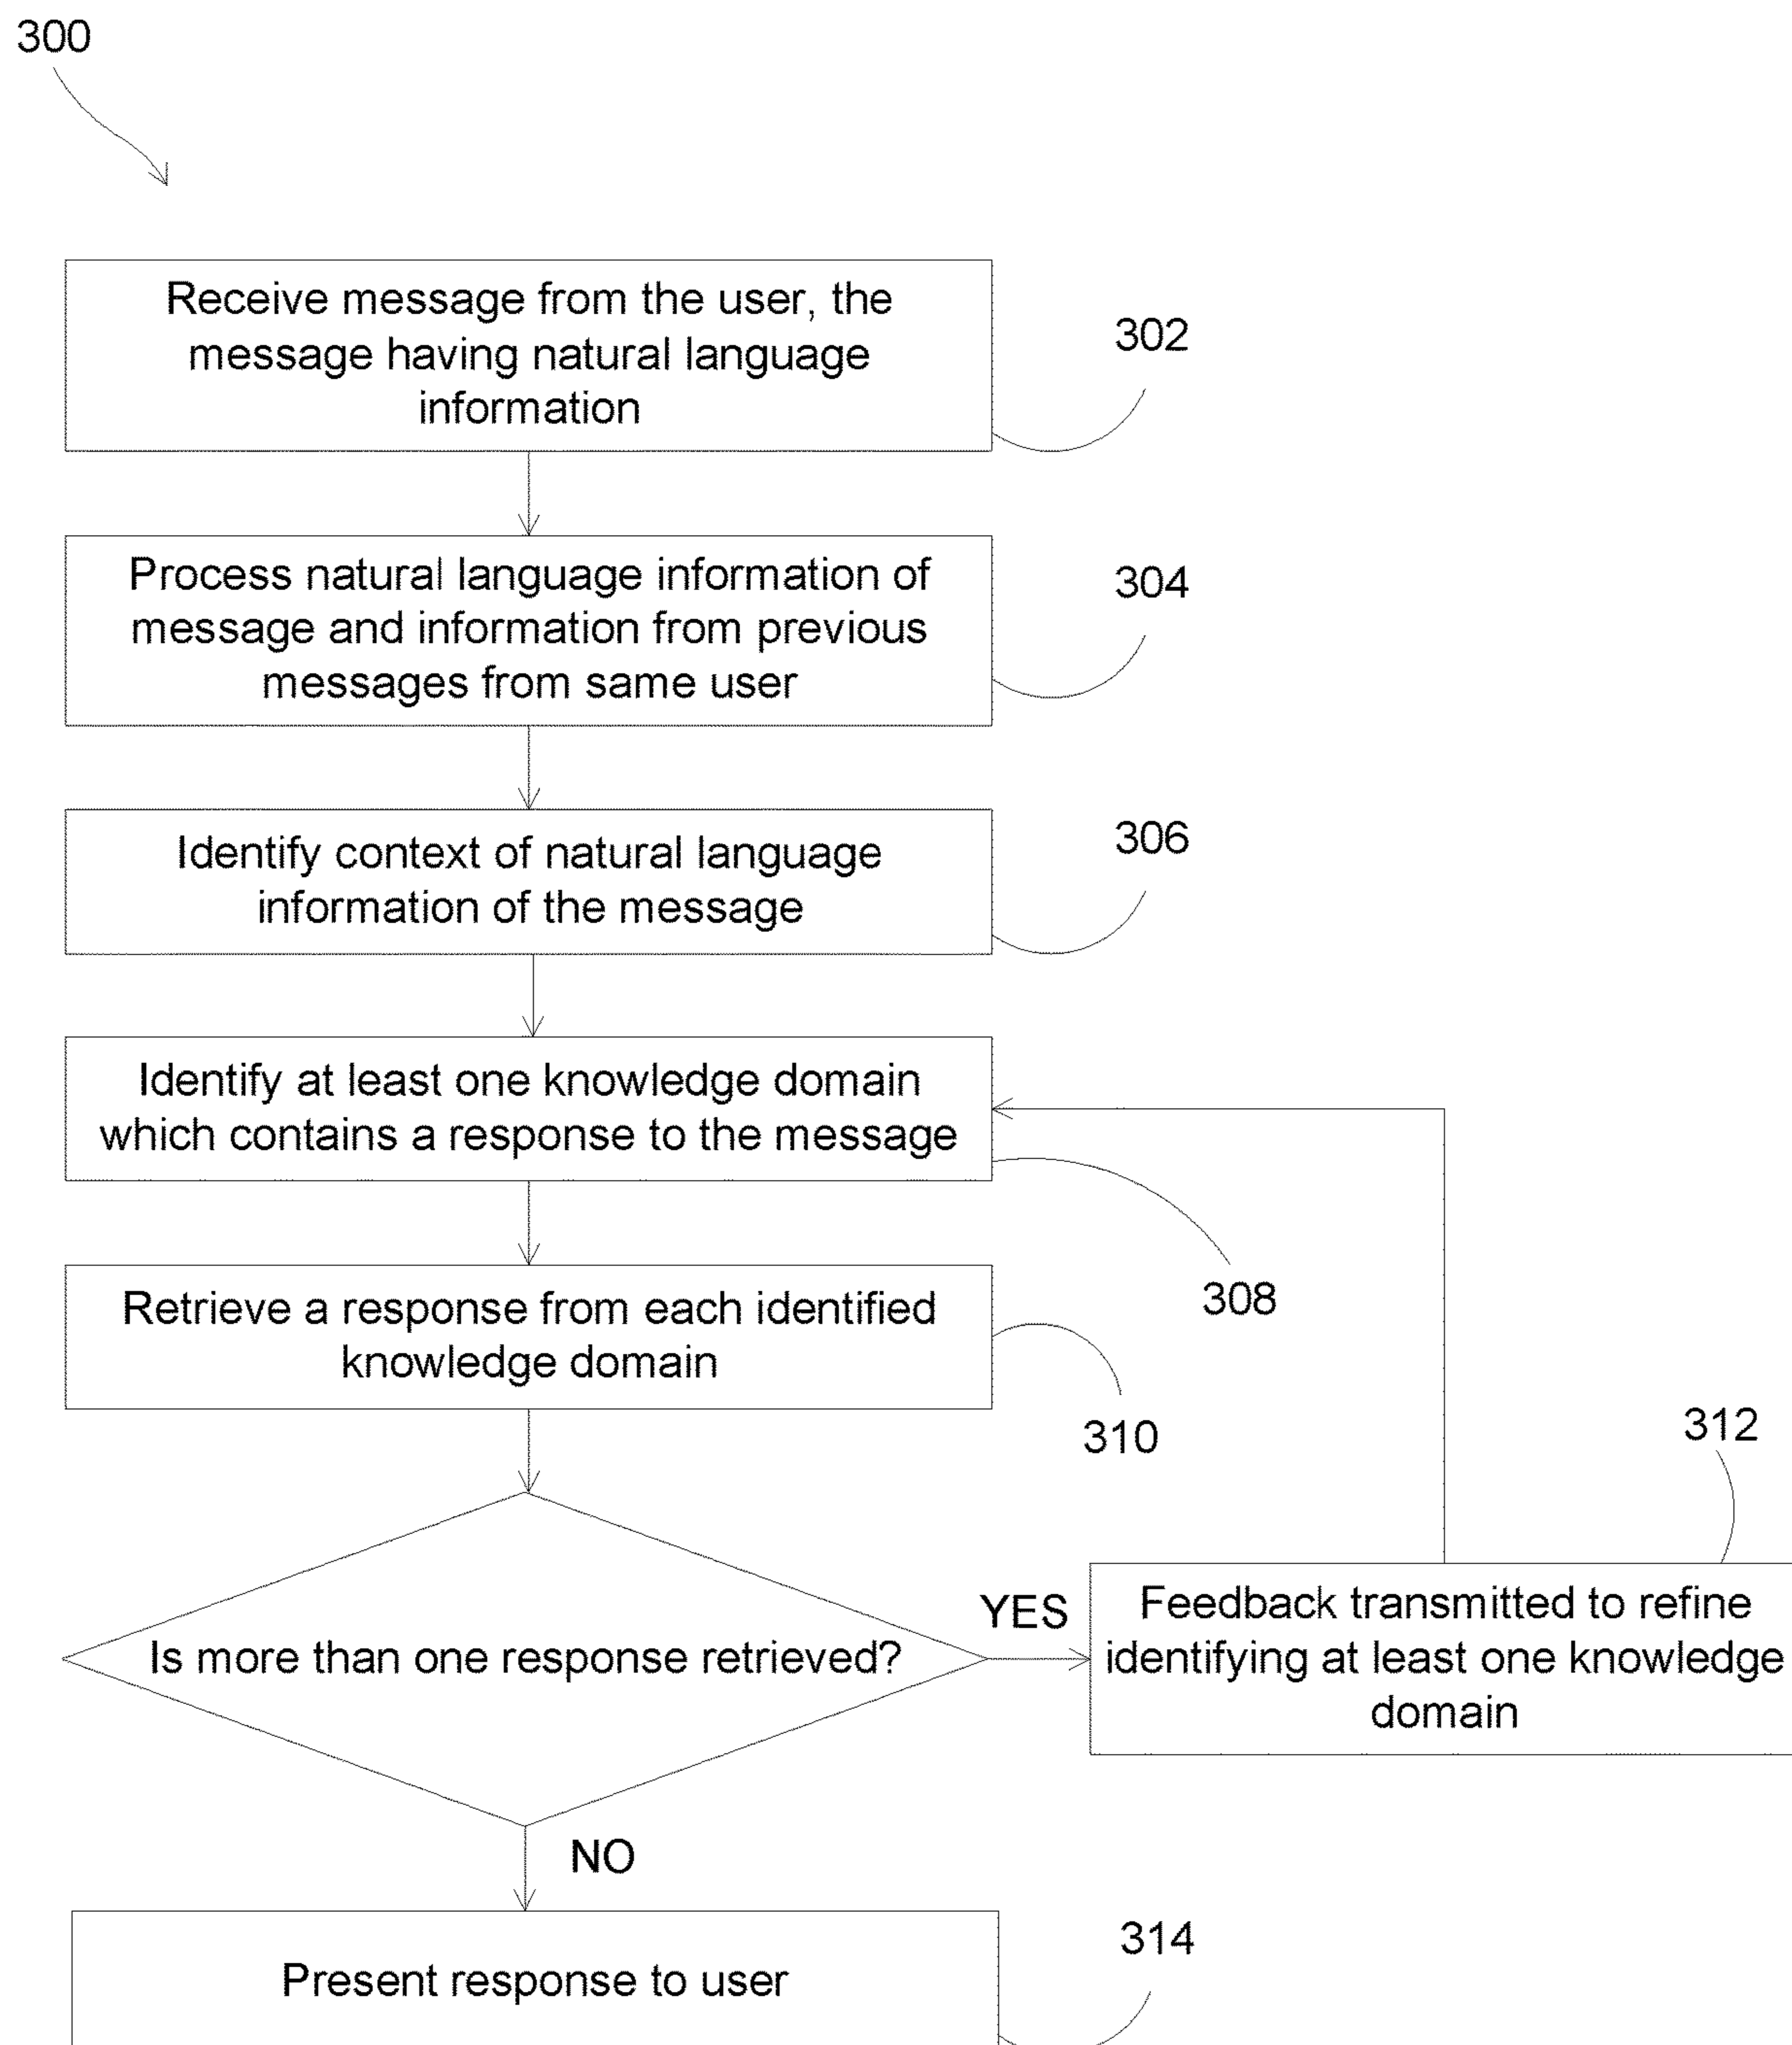 300
Receive message from the user, the
message having natural language
information
302
Process natural language information of
message and information from previous
messages from same user
304
Identify context of natural language
information of the message
306
Identify at least one knowledge domain
which contains a response to the message
308
Retrieve a response from each identified
knowledge domain
310
Is more than one response retrieved?
YES
312
Feedback transmitted to refine
identifying at least one knowledge
domain
NO
Present response to user
314